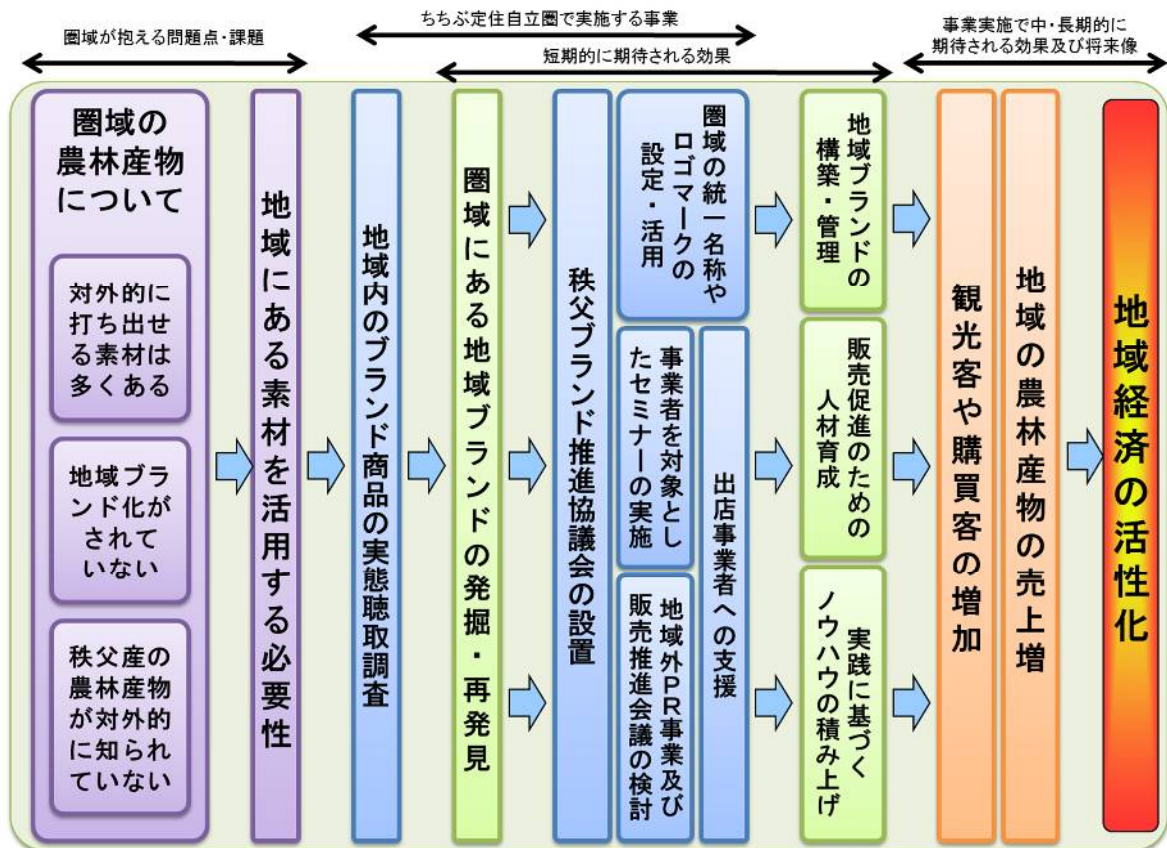 圏域が抱える問題点・課題
ちちぶ定住自立圏で実施する事業
短期的に期待される効果
事業実施で中・長期的に
期待される効果及び将来像
圏域の
農林産物
について
対外的に
打ち出せ
る素材は
多くある
地域ブラ
ンド化が
されて
いない
秩父産の
農林産物
が対外的
に知られ
ていない
地域にある素材を活用する必要性
地域内のブランド商品の実態聴取調査
圏域にある地域ブランドの発掘・再発見
秩父ブランド推進協議会の設置
圏域の統一名称や
ロゴマークの
設定・活用
事業者を対象とし
たセミナーの実施
地域外PR事業及び
販売推進会議の検討
出店事業者への支援
地域ブランドの
構築・管理
販売促進のための
人材育成
実践に基づく
ノウハウの積み上げ
観光客や購買客の増加
地域の農林産物の売上増
地域経済の活性化